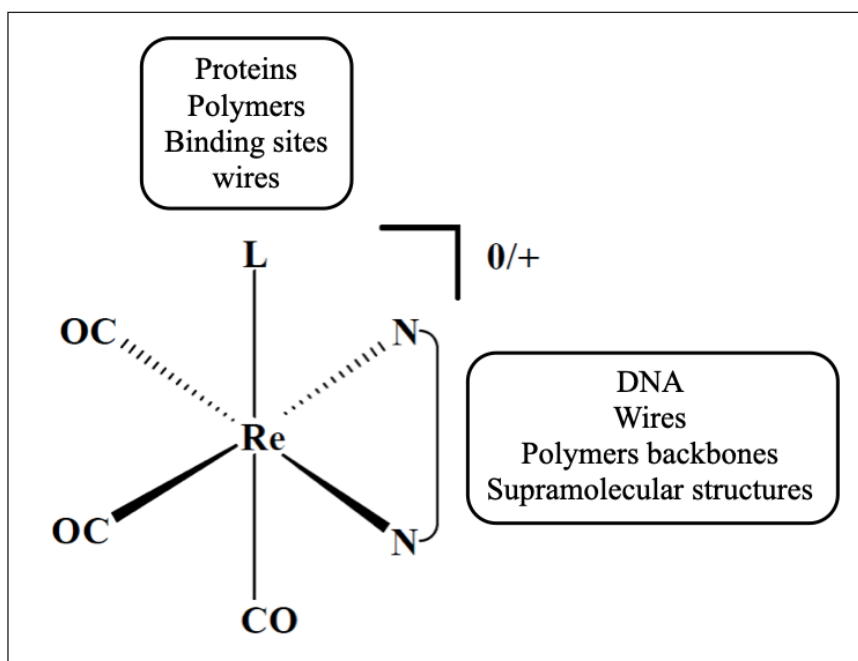 Proteins
Polymers
Binding sites
wires
L
0/+
OC
N
DNA
Wires
Polymers backbones
Supramolecular structures
Re
OC
N
CO